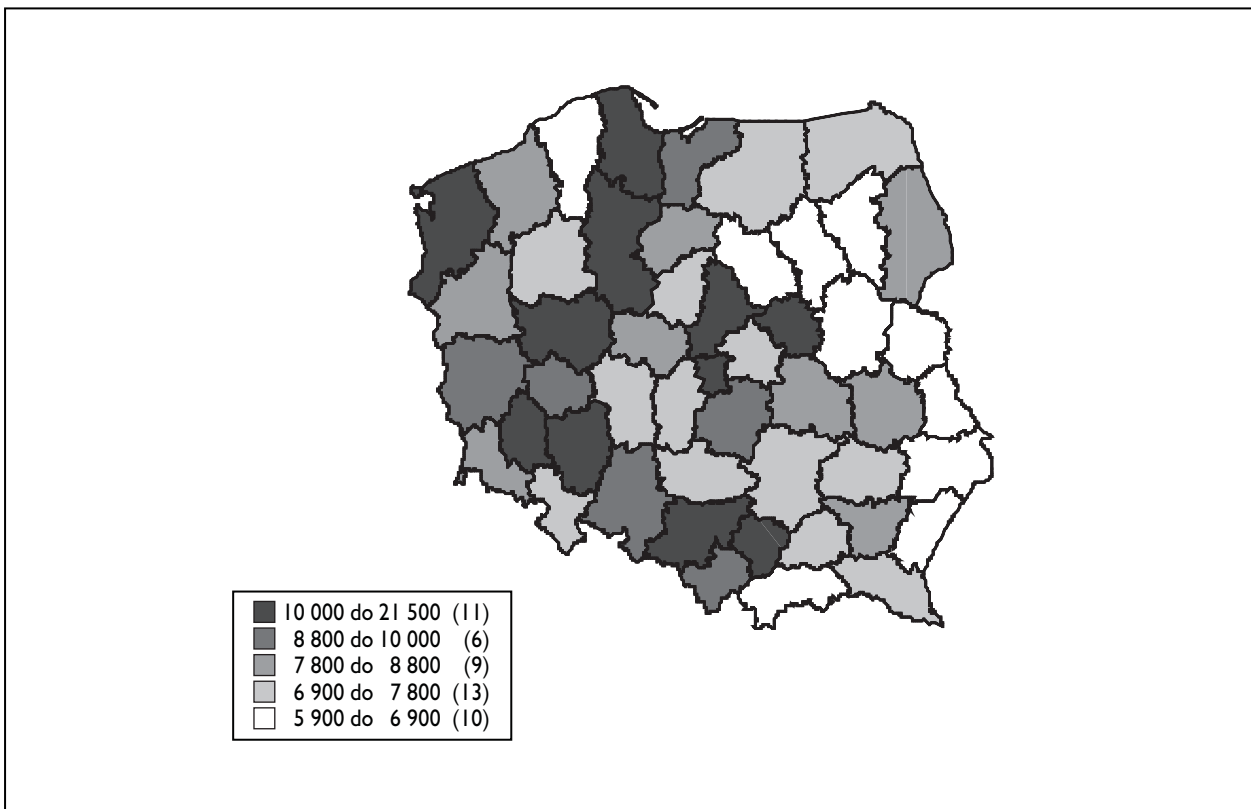 10 000 do 21 500 (11)
8 800 do 10 000 (6)
7 800 do 8 800 (9)
6 900 do 7 800 (13)
5 900 do 6 900 (10)